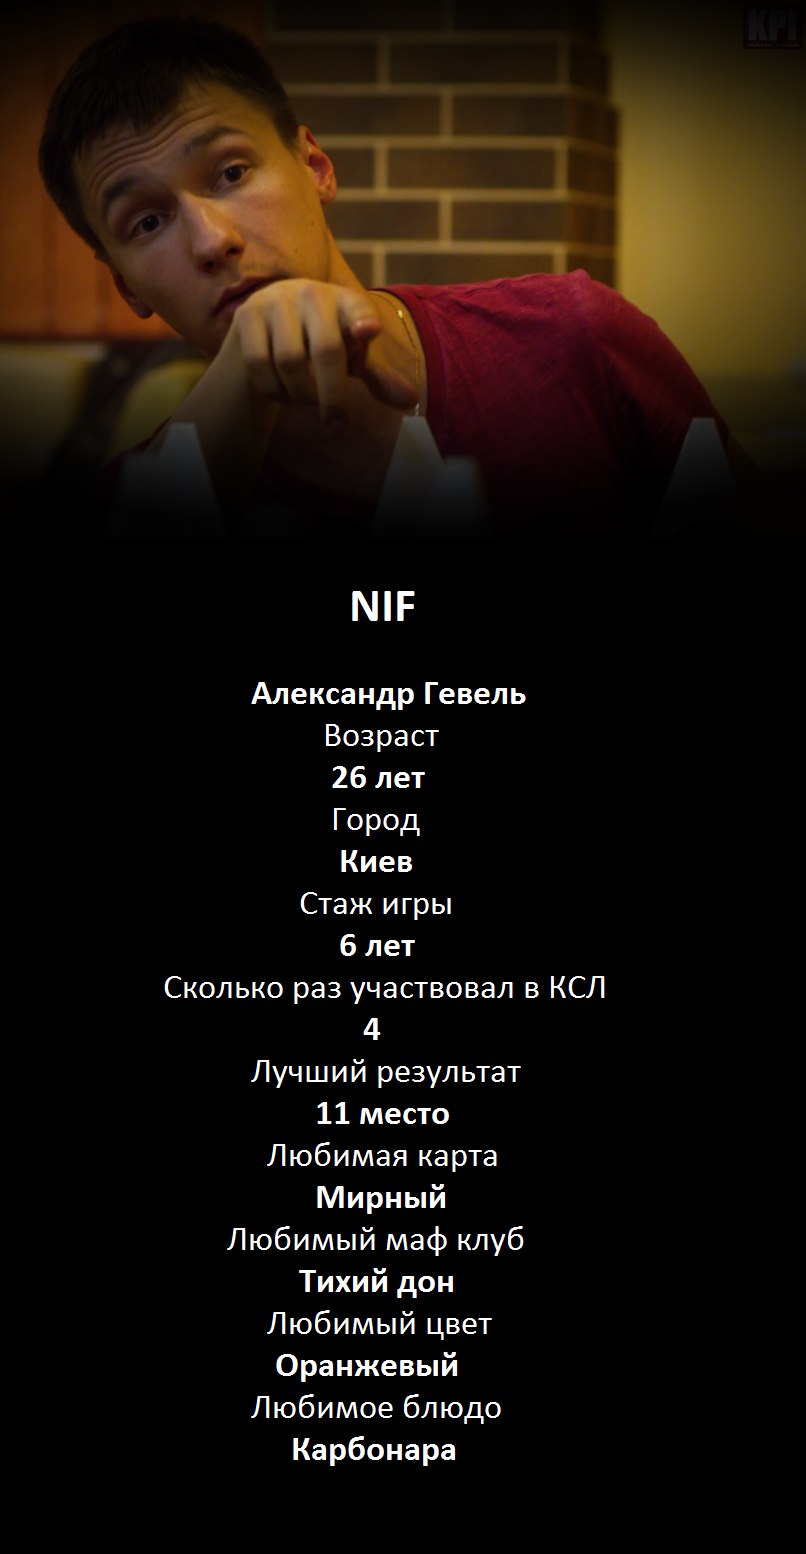 KPI
NIF
Александр Гевель
Возраст
26 лет
Город
Киев
Стаж игры
6 лет
Сколько раз участвовал в КСЛ
4
Лучший результат
11 место
Любимая карта
Мирный
Любимый маф клуб
Тихий дон
Любимый цвет
Оранжевый
Любимое блюдо
Карбонара